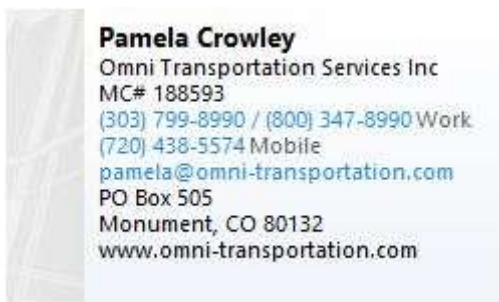 Pamela Crowley
Omni Transportation Services Inc
MC# 188593
(303) 799-8990 / (800) 347-8990 Work
(720) 438-5574 Mobile
pamela@omni-transportation.com
PO Box 505
Monument, CO 80132
www.omni-transportation.com